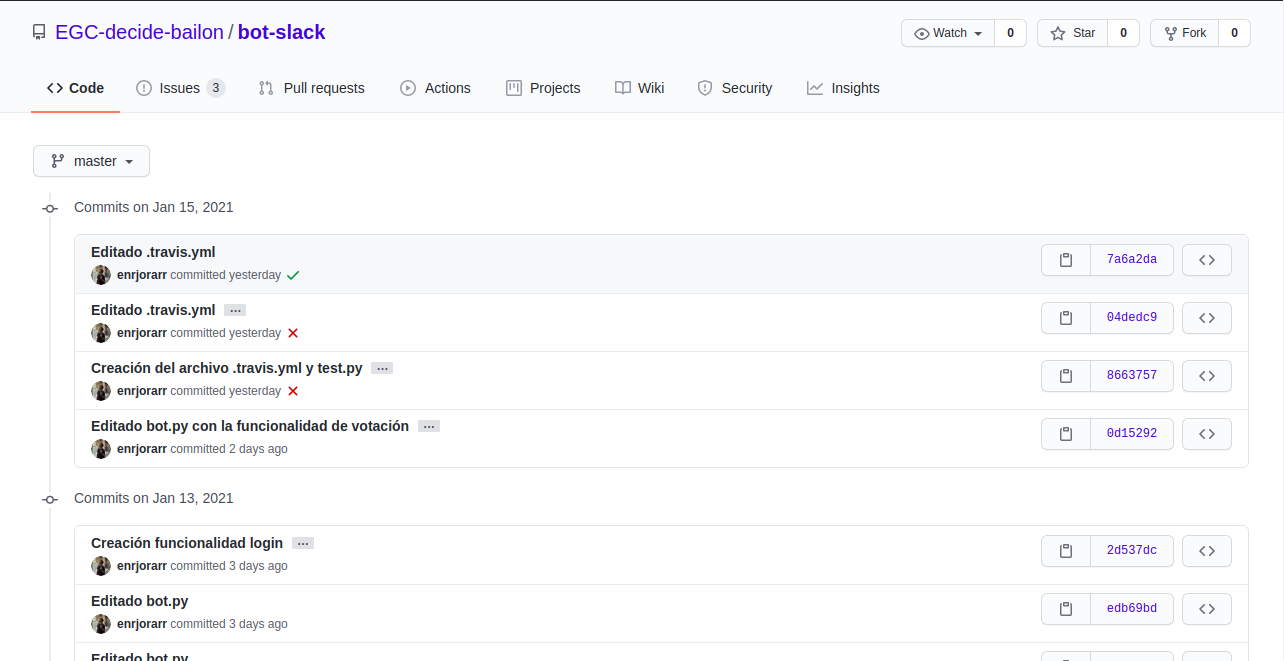 EGC-decide-bailon / bot-slack
Watch 0 Star 0 Fork 0
Code Issues 3 Pull requests Actions Projects Wiki Security Insights
master
Commits on Jan 15, 2021
Editado .travis.yml
7a6a2da
enrjorarr committed yesterday
Editado .travis.yml ...
04dedc9
enrjorarr committed yesterday
Creación del archivo .travis.yml y test.py ...
8663757
enrjorarr committed yesterday
Editado bot.py con la funcionalidad de votación ...
0d15292
enrjorarr committed 2 days ago
Commits on Jan 13, 2021
Creación funcionalidad login ...
2d537dc
enrjorarr committed 3 days ago
Editado bot.py
edb69bd
enrjorarr committed 3 days ago
Editado bot.py